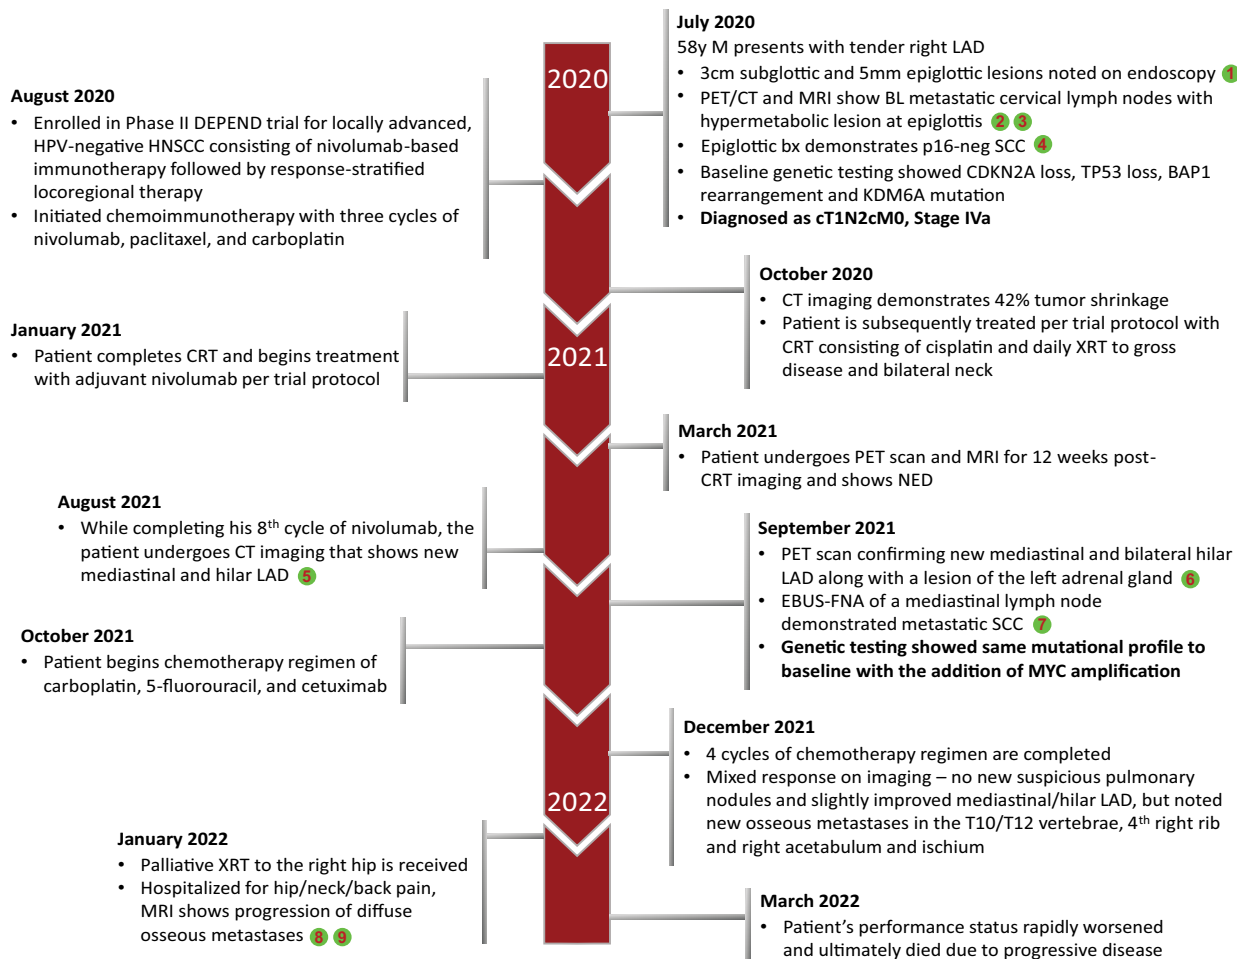 2020
July 2020
58y M presents with tender right LAD
• 3cm subglottic and 5mm epiglottic lesions noted on endoscopy 1
• PET/CT and MRI show BL metastatic cervical lymph nodes with
hypermetabolic lesion at epiglottis 2 3
• Epiglottic bx demonstrates p16-neg SCC 4
• Baseline genetic testing showed CDKN2A loss, TP53 loss, BAP1
rearrangement and KDM6A mutation
• Diagnosed as cT1N2cM0, Stage IVa
August 2020
• Enrolled in Phase II DEPEND trial for locally advanced,
HPV-negative HNSCC consisting of nivolumab-based
immunotherapy followed by response-stratified
locoregional therapy
• Initiated chemoimmunotherapy with three cycles of
nivolumab, paclitaxel, and carboplatin
October 2020
• CT imaging demonstrates 42% tumor shrinkage
• Patient is subsequently treated per trial protocol with
CRT consisting of cisplatin and daily XRT to gross
disease and bilateral neck
2021
January 2021
• Patient completes CRT and begins treatment
with adjuvant nivolumab per trial protocol
March 2021
• Patient undergoes PET scan and MRI for 12 weeks post-
CRT imaging and shows NED
August 2021
• While completing his 8th cycle of nivolumab, the
patient undergoes CT imaging that shows new
mediastinal and hilar LAD 5
September 2021
• PET scan confirming new mediastinal and bilateral hilar
LAD along with a lesion of the left adrenal gland 6
• EBUS-FNA of a mediastinal lymph node
demonstrated metastatic SCC 7
• Genetic testing showed same mutational profile to
baseline with the addition of MYC amplification
October 2021
• Patient begins chemotherapy regimen of
carboplatin, 5-fluorouracil, and cetuximab
December 2021
• 4 cycles of chemotherapy regimen are completed
• Mixed response on imaging – no new suspicious pulmonary
nodules and slightly improved mediastinal/hilar LAD, but noted
new osseous metastases in the T10/T12 vertebrae, 4th right rib
and right acetabulum and ischium
2022
January 2022
• Palliative XRT to the right hip is received
• Hospitalized for hip/neck/back pain,
MRI shows progression of diffuse
osseous metastases 8 9
March 2022
• Patient's performance status rapidly worsened
and ultimately died due to progressive disease